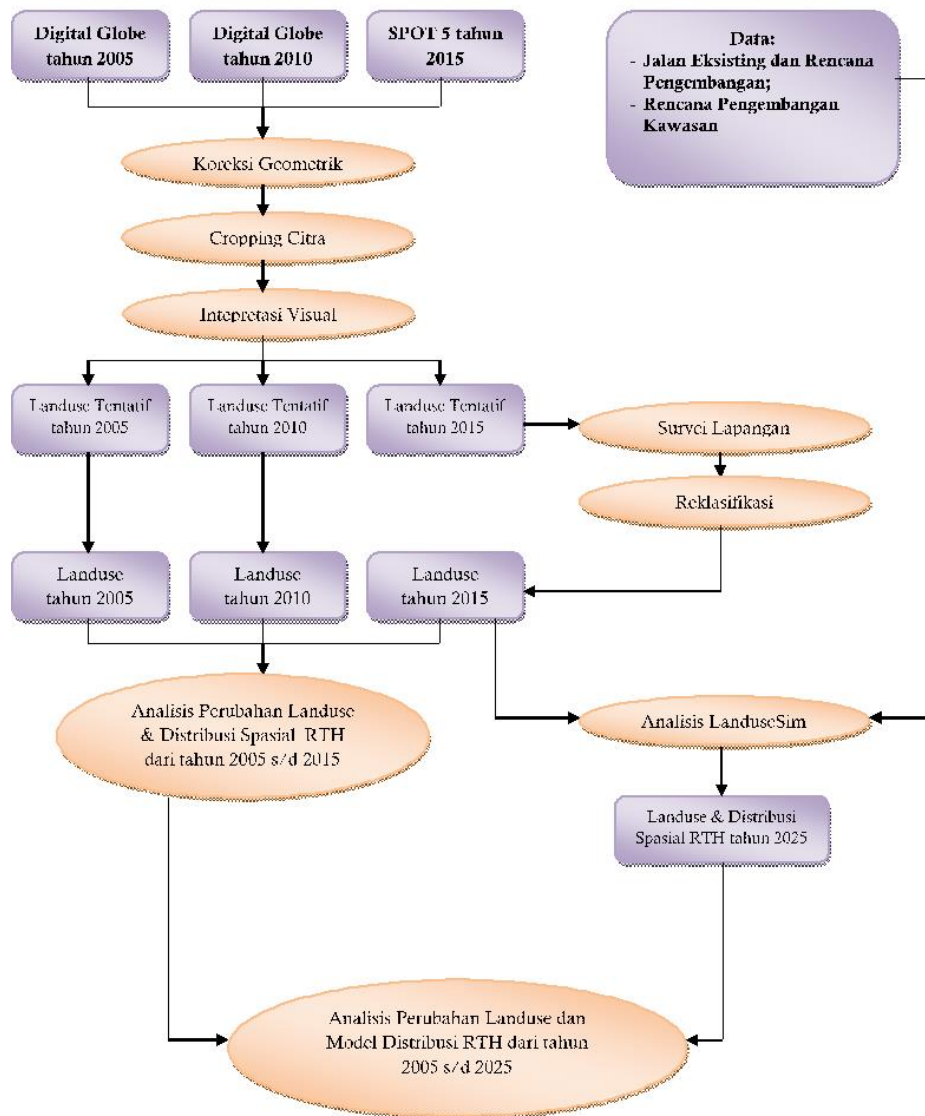 Digital Globe
tahun 2005
Digital Globe
tahun 2010
SPOT 5 tahun
2015
Data:
- Jalan Eksisting dan Rencana
Pengembangan;
- Rencana Pengembangan
Kawasan
Koreksi Geometrik
Cropping Citra
Intepretasi Visual
Landuse Tentatif
tahun 2005
Landuse Tentatif
tahun 2010
Landuse Tentatif
tahun 2015
Survei Lapangan
Reklasifikasi
Landuse
tahun 2005
Landuse
tahun 2010
Landuse
tahun 2015
Analisis Perubahan Landuse
& Distribusi Spasial RTH
dari tahun 2005 s/d 2015
Analisis LanduseSim
Landuse & Distribusi
Spasial RTH tahun 2025
Analisis Perubahan Landuse dan
Model Distribusi RTH dari tahun
2005 s/d 2025